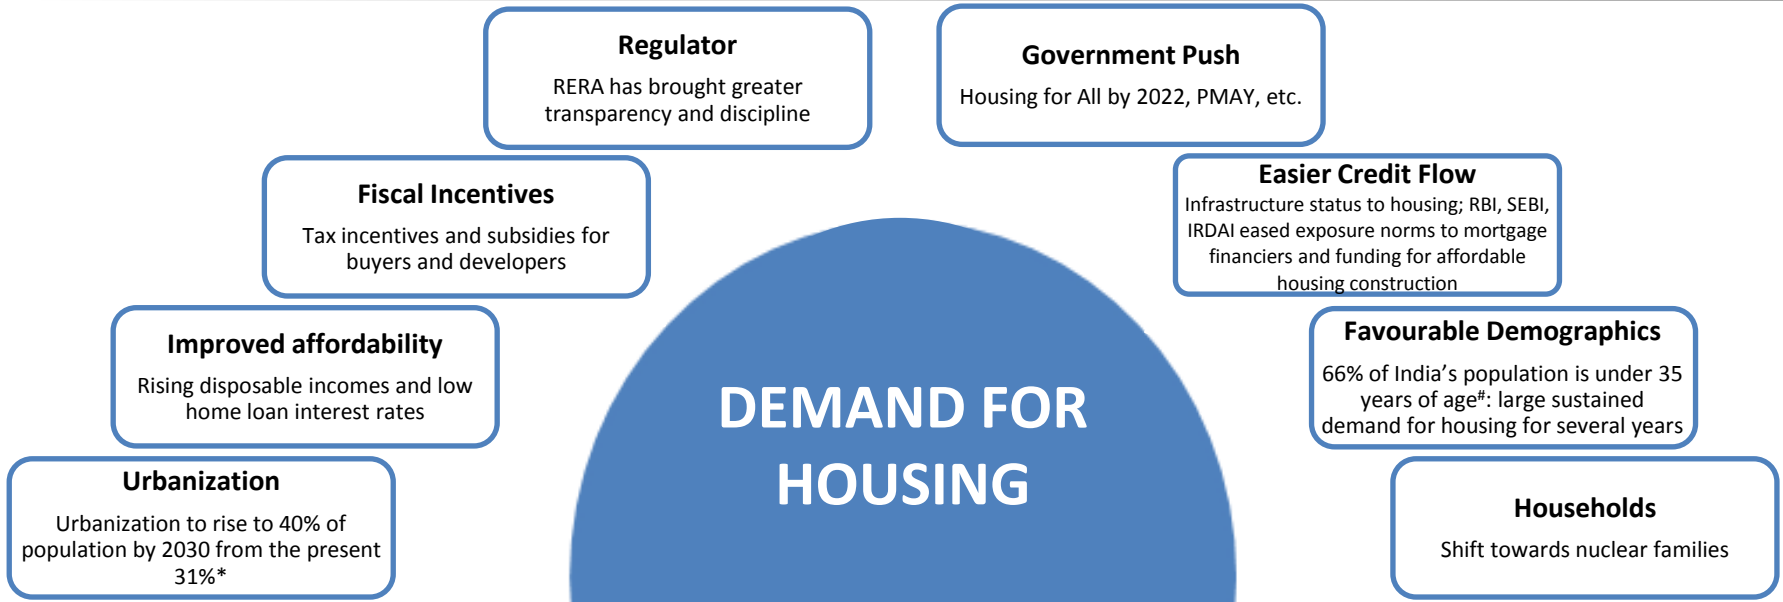 Regulator
RERA has brought greater
transparency and discipline
Government Push
Housing for All by 2022, PMAY, etc.
Fiscal Incentives
Tax incentives and subsidies for
buyers and developers
Easier Credit Flow
Infrastructure status to housing; RBI, SEBI,
IRDAI eased exposure norms to mortgage
financiers and funding for affordable
housing construction
Improved affordability
Rising disposable incomes and low
home loan interest rates
Favourable Demographics
66% of India’s population is under 35
years of age#: large sustained
demand for housing for several years
DEMAND FOR
HOUSING
Urbanization
Urbanization to rise to 40% of
population by 2030 from the present
31%*
Households
Shift towards nuclear families